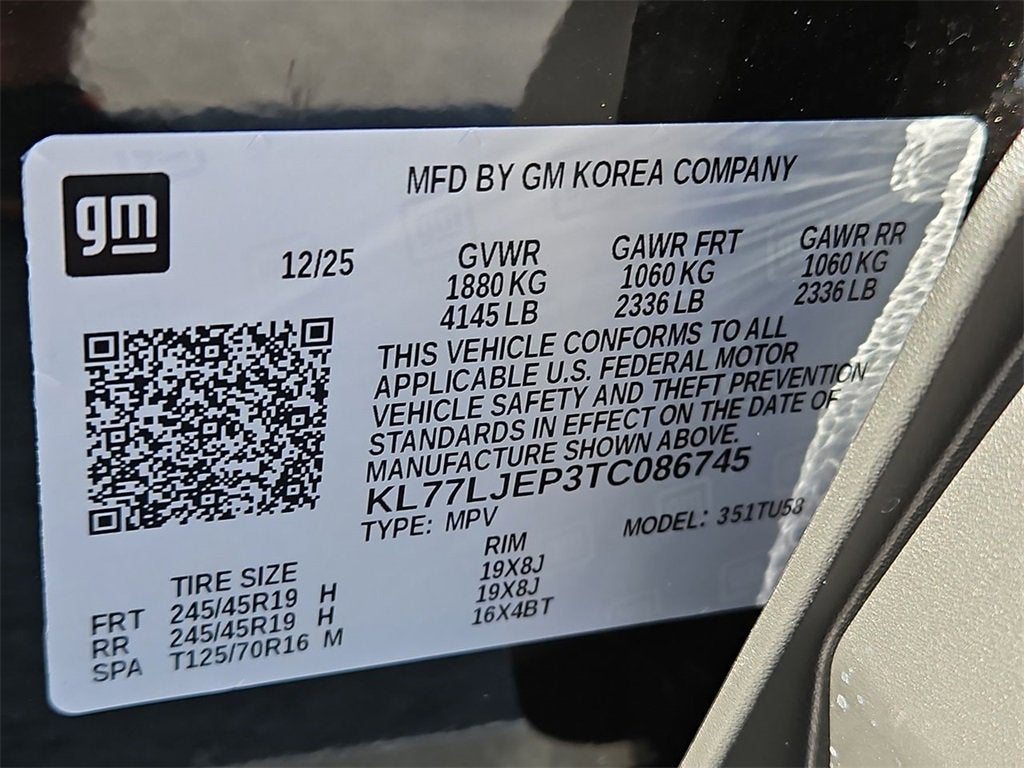 gm
MFD BY GM KOREA COMPANY
12/25
GVWR
1880 KG
4145 LB
GAWR FRT
1060 KG
2336 LB
GAWR RR
1060 KG
2336 LB
THIS VEHICLE CONFORMS TO ALL
APPLICABLE U.S. FEDERAL MOTOR
VEHICLE SAFETY AND THEFT PREVENTION
STANDARDS IN EFFECT ON THE DATE OF
MANUFACTURE SHOWN ABOVE.
KL77LJEP3TC086745
TYPE: MPV
MODEL: 351TU58
TIRE SIZE
RIM
FRT 245/45R19 H 19X8J
RR 245/45R19 H 19X8J
SPA T125/70R16 M 16X4BT